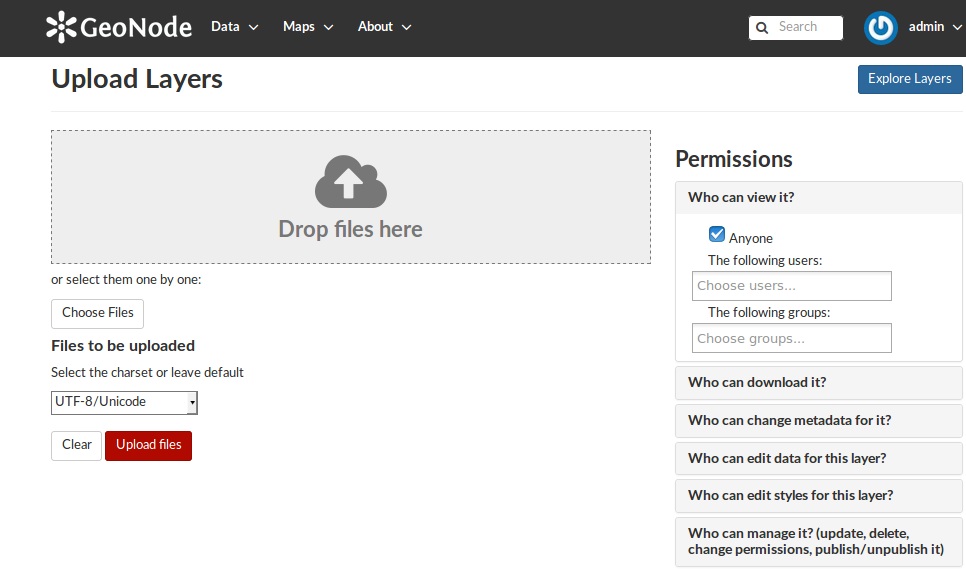 GeoNode Data Maps About Search admin
Upload Layers
Explore Layers
Drop files here
or select them one by one:
Choose Files
Files to be uploaded
Select the charset or leave default
UTF-8/Unicode
Clear Upload files
Permissions
Who can view it?
Anyone
The following users:
Choose users...
The following groups:
Choose groups...
Who can download it?
Who can change metadata for it?
Who can edit data for this layer?
Who can edit styles for this layer?
Who can manage it? (update, delete,
change permissions, publish/unpublish it)